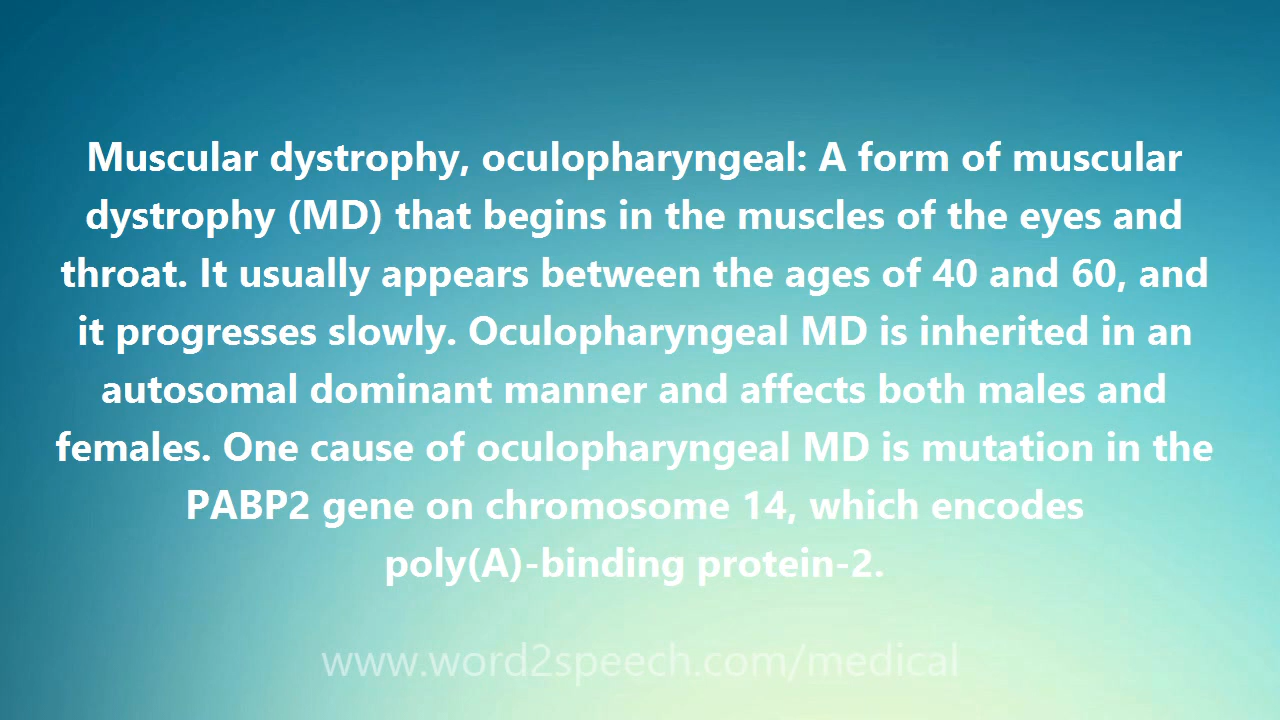 Muscular dystrophy, oculopharyngeal: A form of muscular
dystrophy (MD) that begins in the muscles of the eyes and
throat. It usually appears between the ages of 40 and 60, and
it progresses slowly. Oculopharyngeal MD is inherited in an
autosomal dominant manner and affects both males and
females. One cause of oculopharyngeal MD is mutation in the
PABP2 gene on chromosome 14, which encodes
poly(A)-binding protein-2.
www.word2speech.com/medical